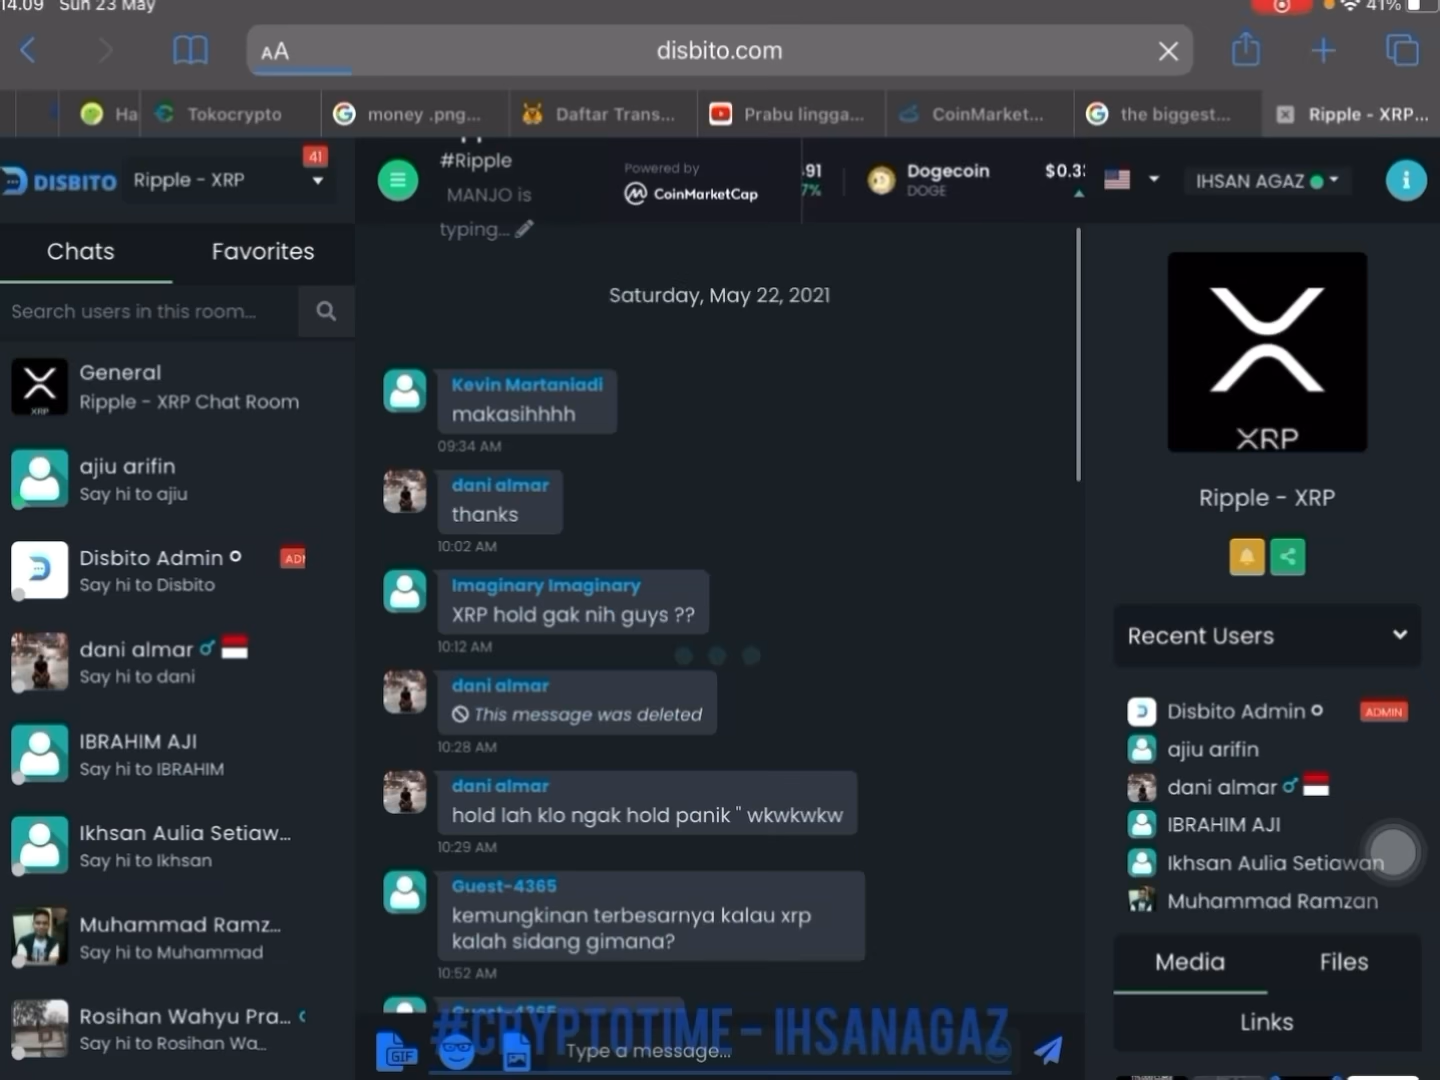 14.09 Sun 23 May
41%
AA
disbito.com
Ha
Tokocrypto
money .png...
Daftar Trans...
Prabu lingga...
CoinMarket...
the biggest...
Ripple - XRP...
DISBITO
Ripple - XRP
41
#Ripple
MANJO is
typing...
Powered by
CoinMarketCap
.91
7%
Dogecoin
DOGE
$0.3
IHSAN AGAZ
Chats
Favorites
Search users in this room...
General
Ripple - XRP Chat Room
ajiu arifin
Say hi to ajiu
Disbito Admin
Say hi to Disbito
dani almar
Say hi to dani
IBRAHIM AJI
Say hi to IBRAHIM
Ikhsan Aulia Setiaw...
Say hi to Ikhsan
Muhammad Ramz...
Say hi to Muhammad
Rosihan Wahyu Pra...
Say hi to Rosihan Wa...
Saturday, May 22, 2021
Kevin Martaniadi
makasihhhh
09:34 AM
dani almar
thanks
10:02 AM
Imaginary Imaginary
XRP hold gak nih guys ??
10:12 AM
dani almar
This message was deleted
10:28 AM
dani almar
hold lah klo ngak hold panik " wkwkwkw
10:29 AM
Guest-4365
kemungkinan terbesarnya kalau xrp
kalah sidang gimana?
10:52 AM
Guest-4365
#CRYPTOTIME - IHSANAGAZ
GIF
Type a message...
XRP
Ripple - XRP
Recent Users
Disbito Admin
ADMIN
ajiu arifin
dani almar
IBRAHIM AJI
Ikhsan Aulia Setiawan
Muhammad Ramzan
Media
Files
Links